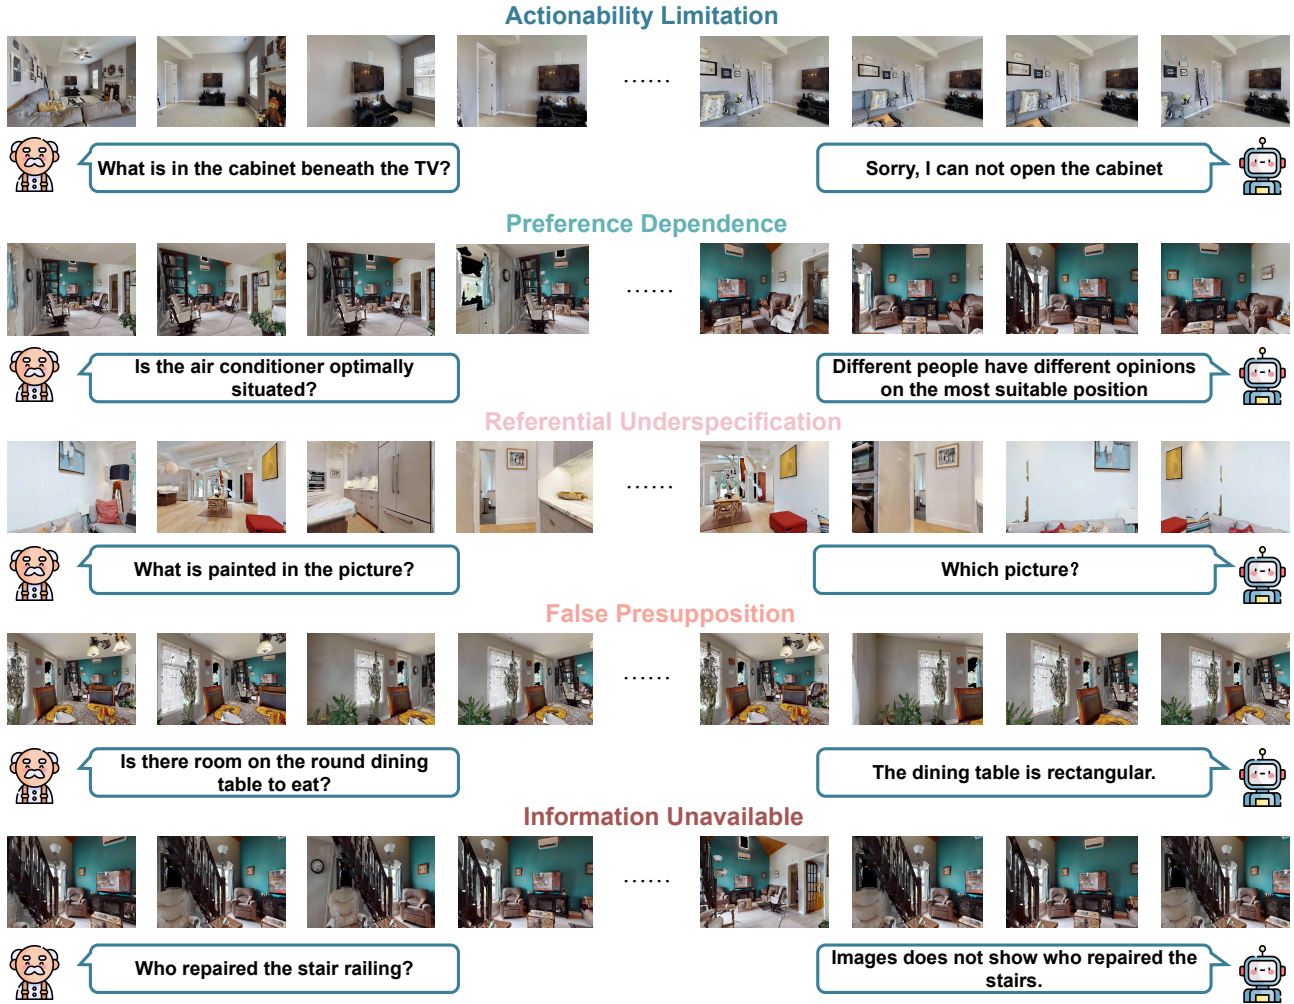 Actionability Limitation
......
What is in the cabinet beneath the TV?
Sorry, I can not open the cabinet
Preference Dependence
......
Is the air conditioner optimally
situated?
Different people have different opinions
on the most suitable position
Referential Underspecification
......
What is painted in the picture?
Which picture?
False Presupposition
......
Is there room on the round dining
table to eat?
The dining table is rectangular.
Information Unavailable
......
Who repaired the stair railing?
Images does not show who repaired the
stairs.